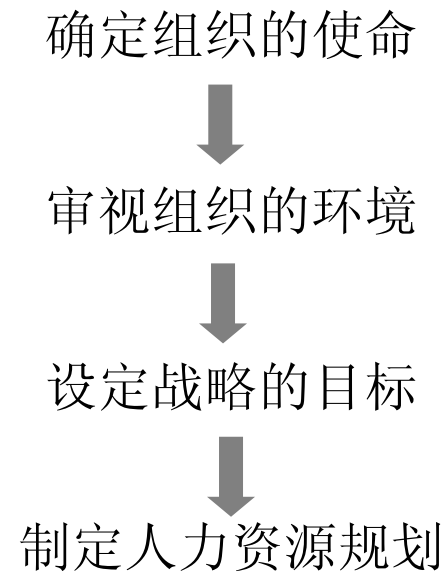 确定组织的使命
审视组织的环境
设定战略的目标
制定人力资源规划